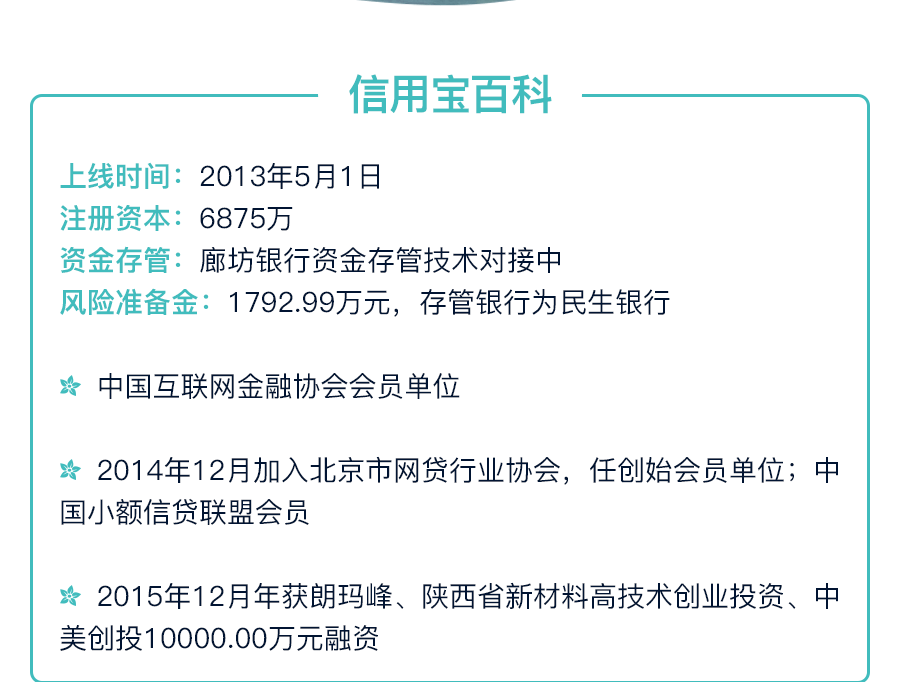 信用宝百科
上线时间：2013年5月1日
注册资本：6875万
资金存管：廊坊银行资金存管技术对接中
风险准备金：1792.99万元，存管银行为民生银行
中国互联网金融协会会员单位
2014年12月加入北京市网贷行业协会，任创始会员单位；中
国小额信贷联盟会员
2015年12月年获朗玛峰、陕西省新材料高技术创业投资、中
美创投10000.00万元融资